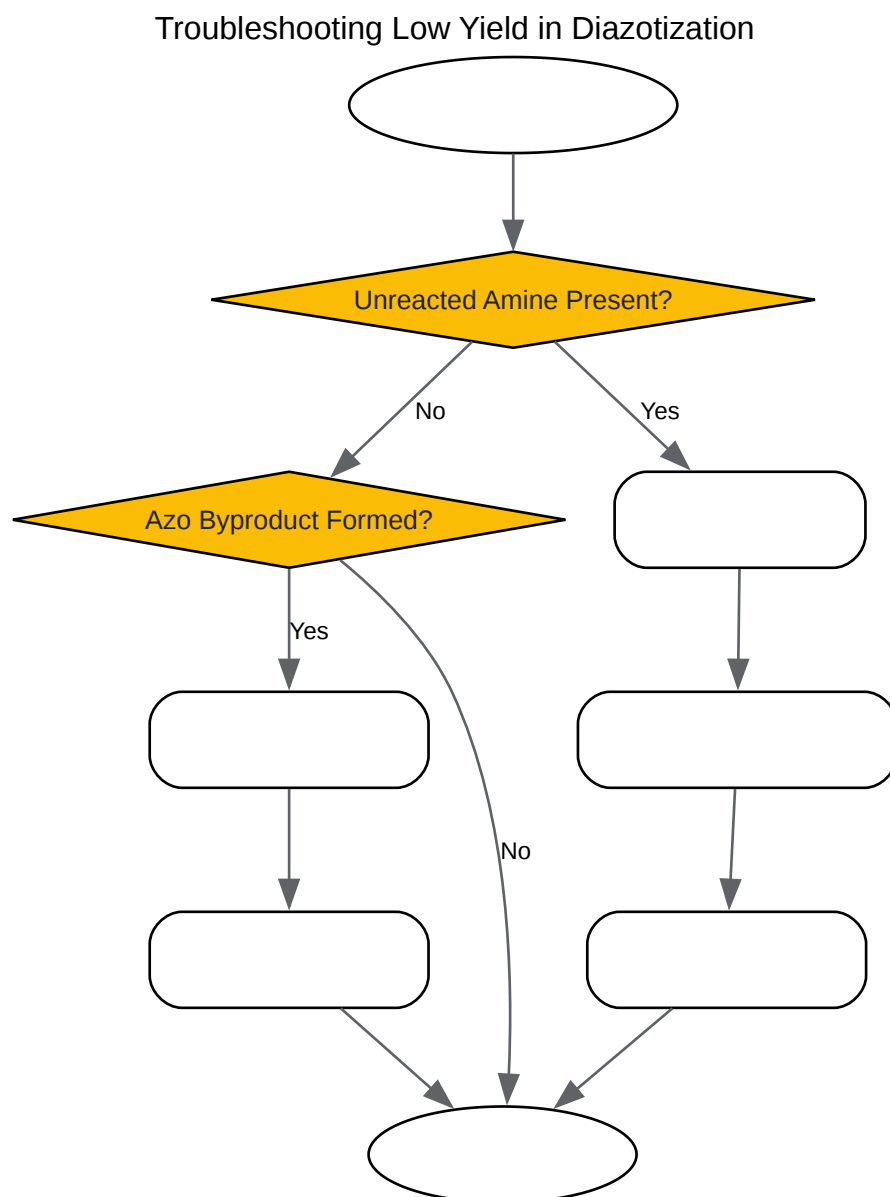 Troubleshooting Low Yield in Diazotization
Unreacted Amine Present?
No
Yes
Azo Byproduct Formed?
Yes
No